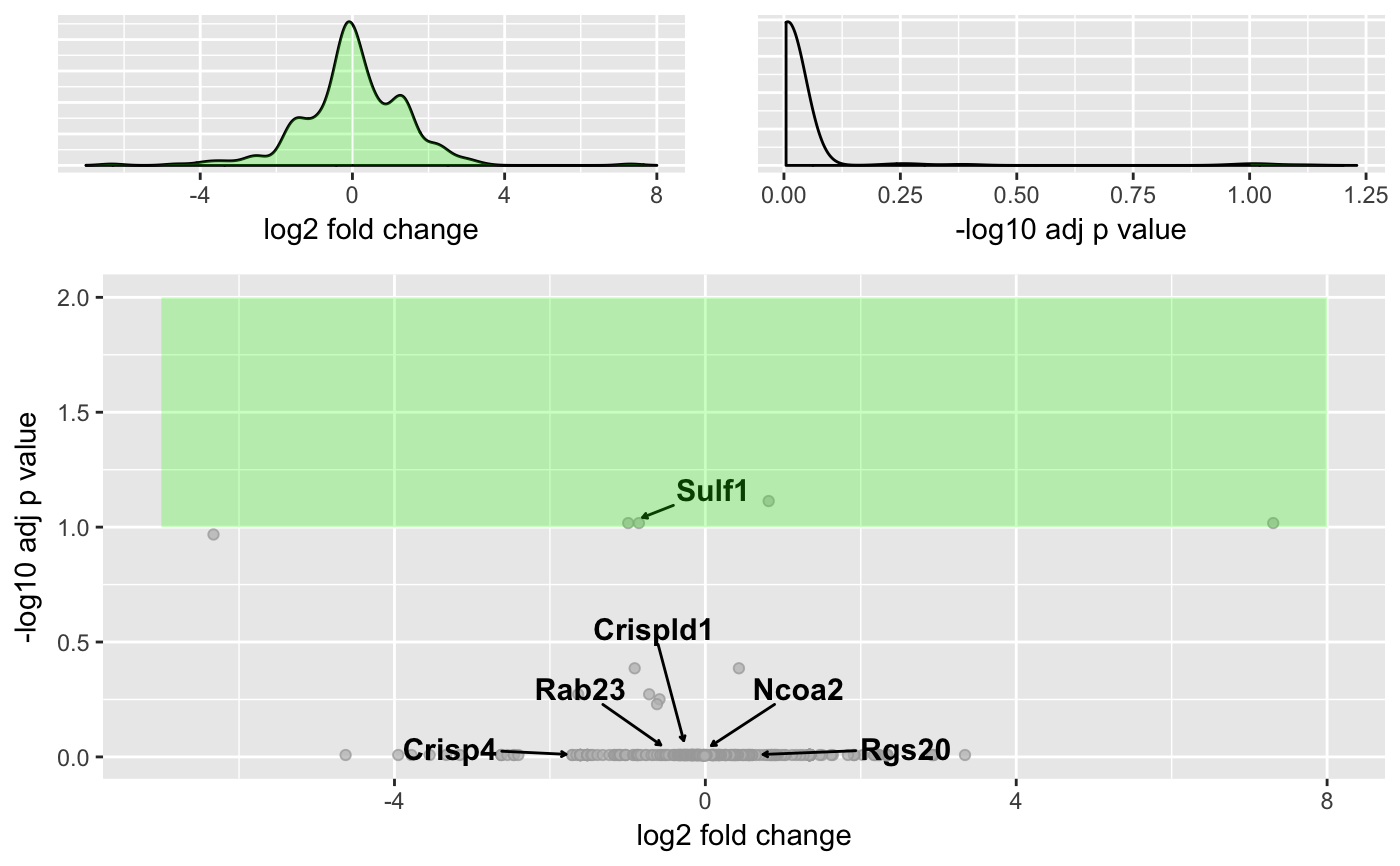 -4 0 4 8
log2 fold change
0.00 0.25 0.50 0.75 1.00 1.25
-log10 adj p value
2.0
1.5
1.0
0.5
0.0
-log10 adj p value
Sulf1
Crispld1
Rab23
Ncoa2
Crisp4
Rgs20
-4 0 4 8
log2 fold change